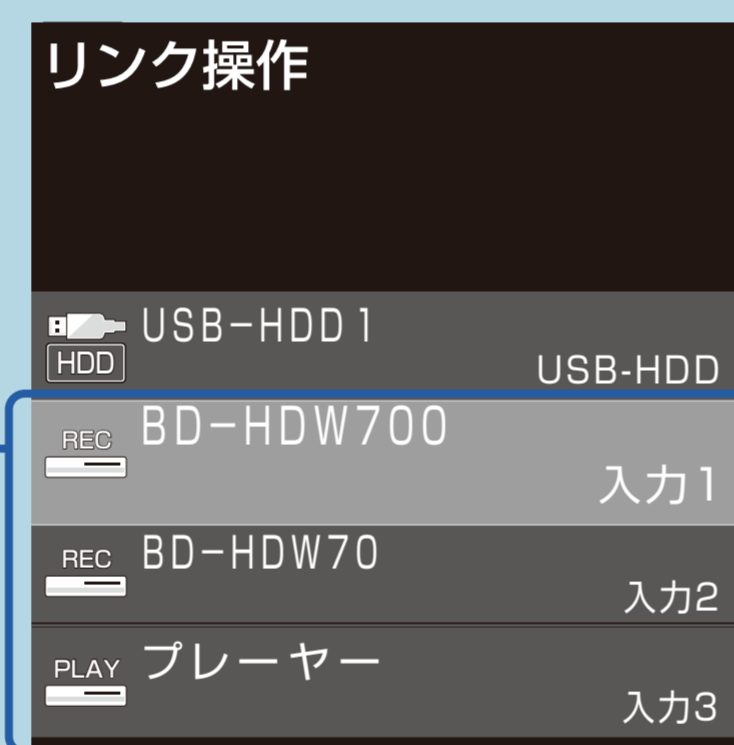 リンク操作
USB-HDD1
HDD
USB-HDD
BD-HDW700
REC
入力1
BD-HDW70
REC
入力2
プレーヤー
PLAY
入力3